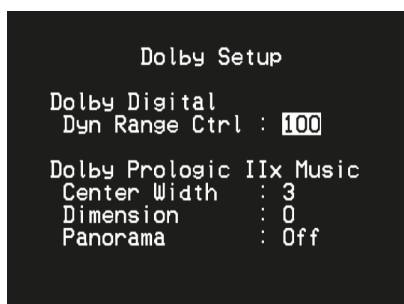 Dolby Setup
Dolby Digital
Dyn Range Ctrl : 100
Dolby Prologic IIx Music
Center Width : 3
Dimension : 0
Panorama : Off